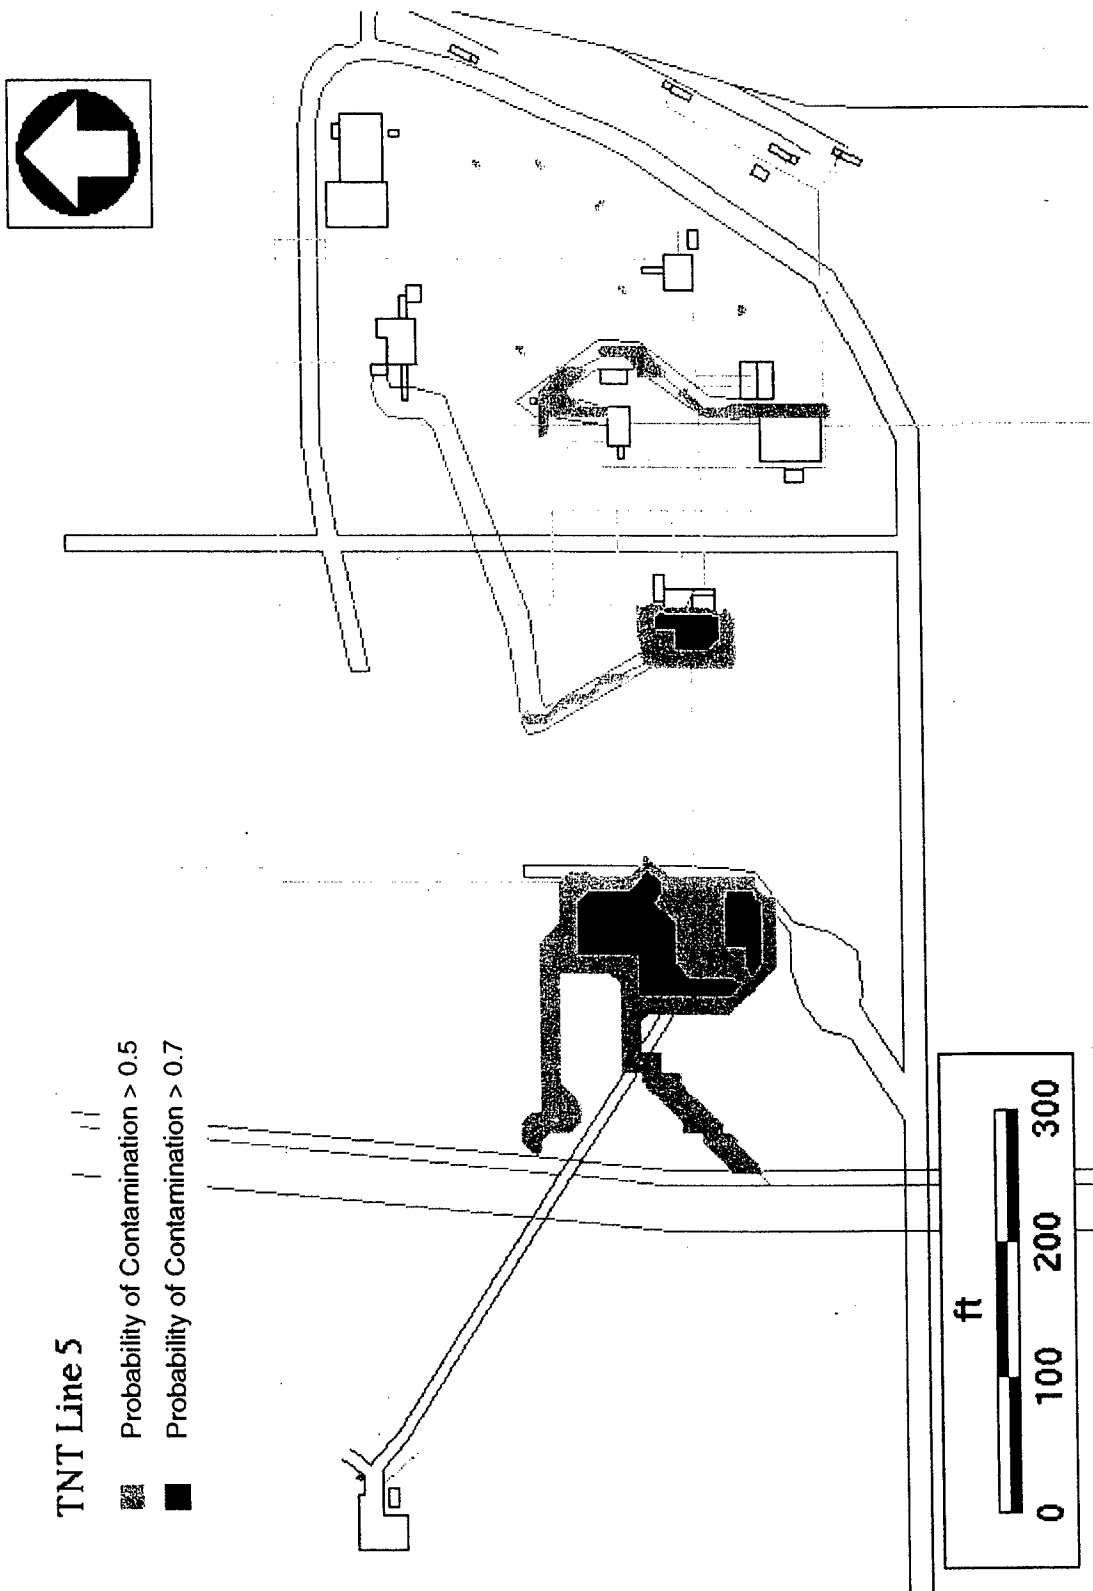 TNT Line 5
Probability of Contamination > 0.5
Probability of Contamination > 0.7
ft
0 100 200 300